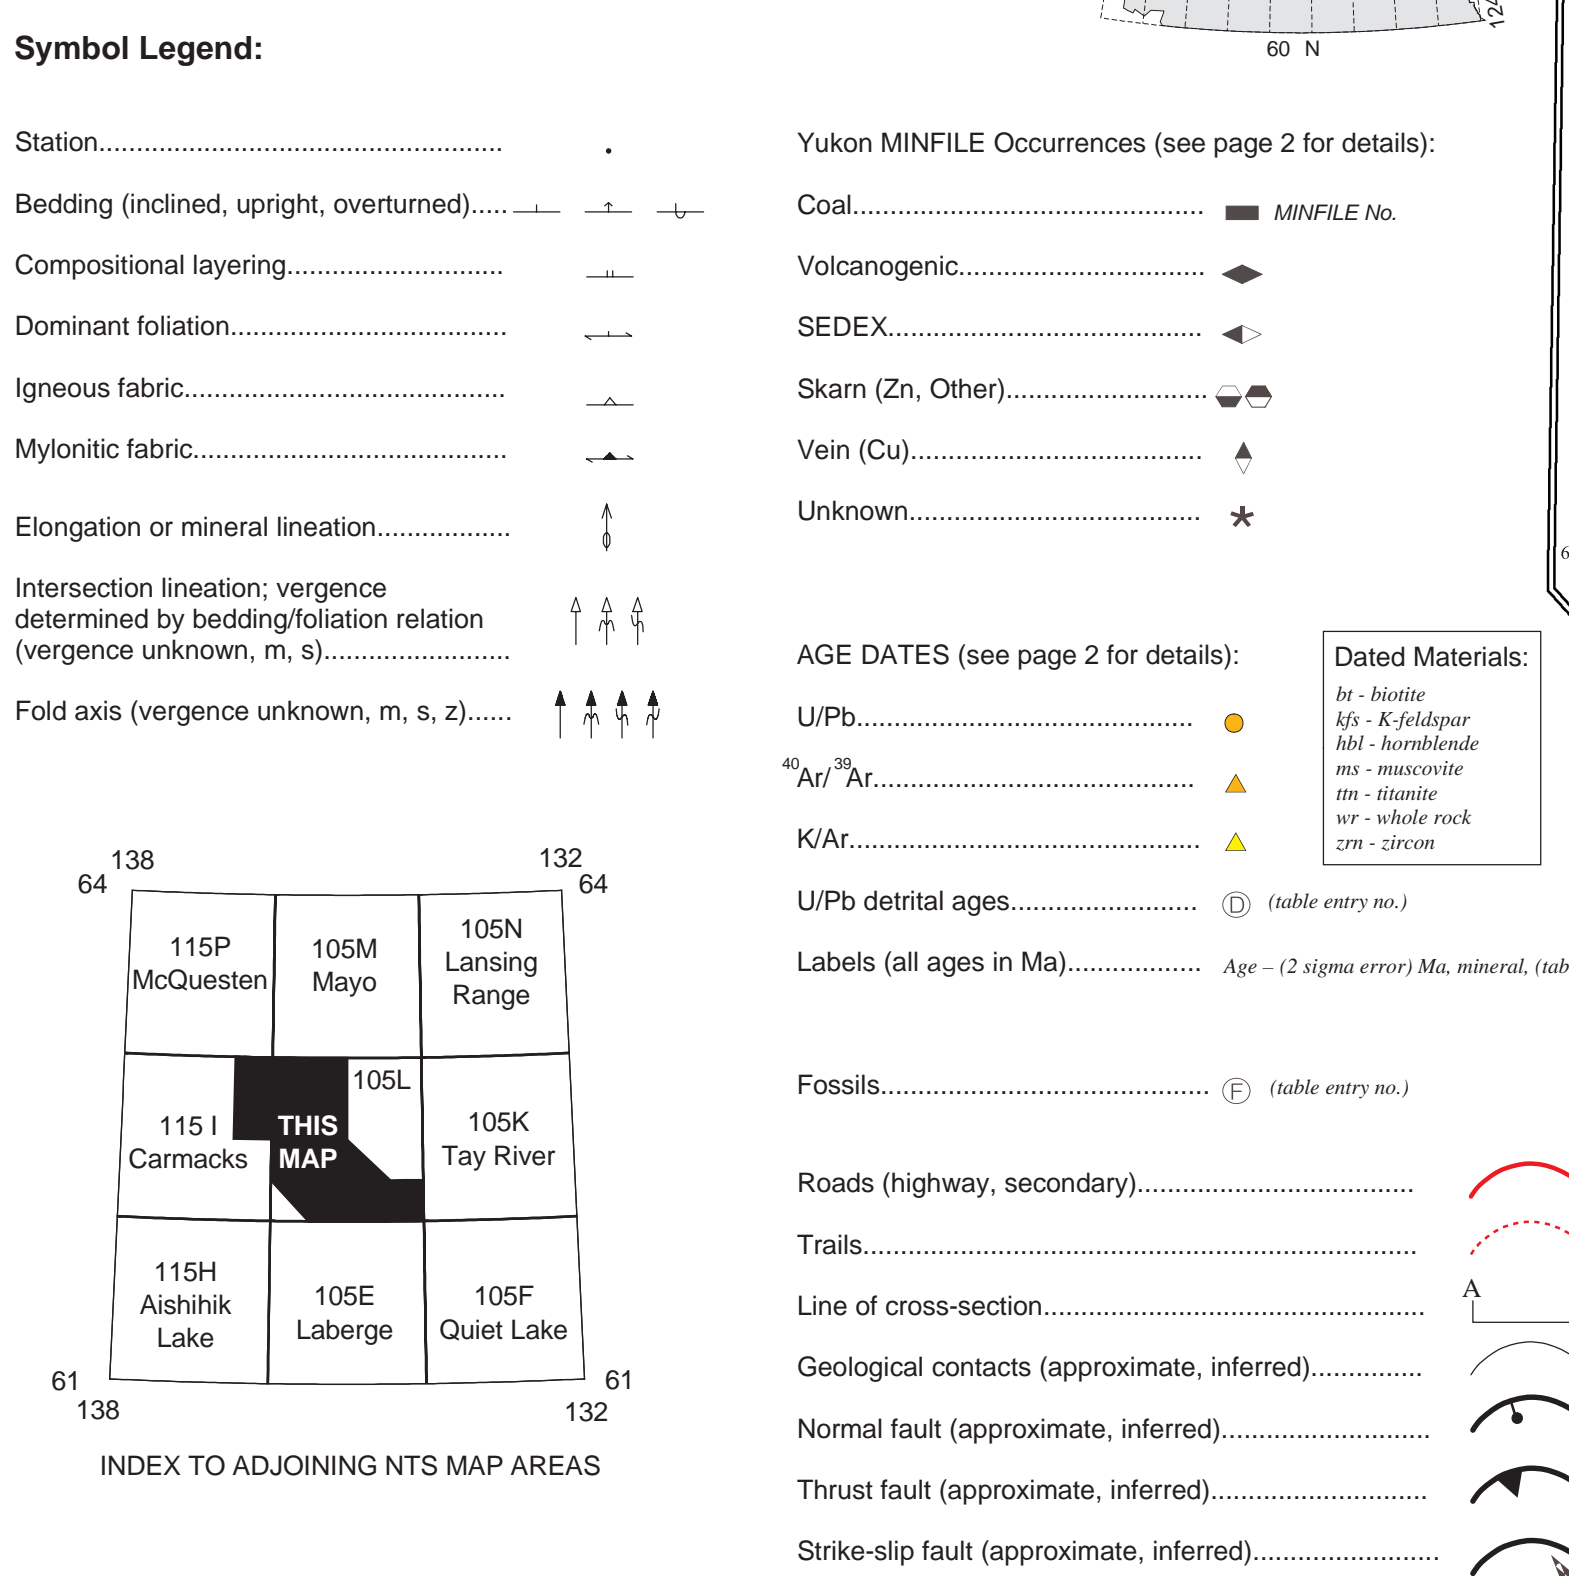 60 N
124
Symbol Legend:
Station......................................................
Bedding (inclined, upright, overturned).....
Compositional layering.............................
Dominant foliation.....................................
Igneous fabric...........................................
Mylonitic fabric..........................................
Elongation or mineral lineation..................
Intersection lineation; vergence
determined by bedding/foliation relation
(vergence unknown, m, s).........................
Fold axis (vergence unknown, m, s, z)......
138
132
64
64
115P
McQuesten
105M
Mayo
105N
Lansing
Range
115 I
Carmacks
THIS
MAP
105L
105K
Tay River
115H
Aishihik
Lake
105E
Laberge
105F
Quiet Lake
61
61
138
132
INDEX TO ADJOINING NTS MAP AREAS
Yukon MINFILE Occurrences (see page 2 for details):
Coal............................................... MINFILE No.
Volcanogenic.................................
SEDEX..........................................
Skarn (Zn, Other)...........................
Vein (Cu).......................................
Unknown.......................................
6
AGE DATES (see page 2 for details):
U/Pb.............................................
40Ar/39Ar...........................................
K/Ar...............................................
U/Pb detrital ages......................... D (table entry no.)
Labels (all ages in Ma).................. Age – (2 sigma error) Ma, mineral, (tab
Dated Materials:
bt - biotite
kfs - K-feldspar
hbl - hornblende
ms - muscovite
ttn - titanite
wr - whole rock
zrn - zircon
Fossils............................................ F (table entry no.)
Roads (highway, secondary).....................................
Trails..........................................................................
Line of cross-section................................................... A
Geological contacts (approximate, inferred)...............
Normal fault (approximate, inferred)............................
Thrust fault (approximate, inferred).............................
Strike-slip fault (approximate, inferred).........................